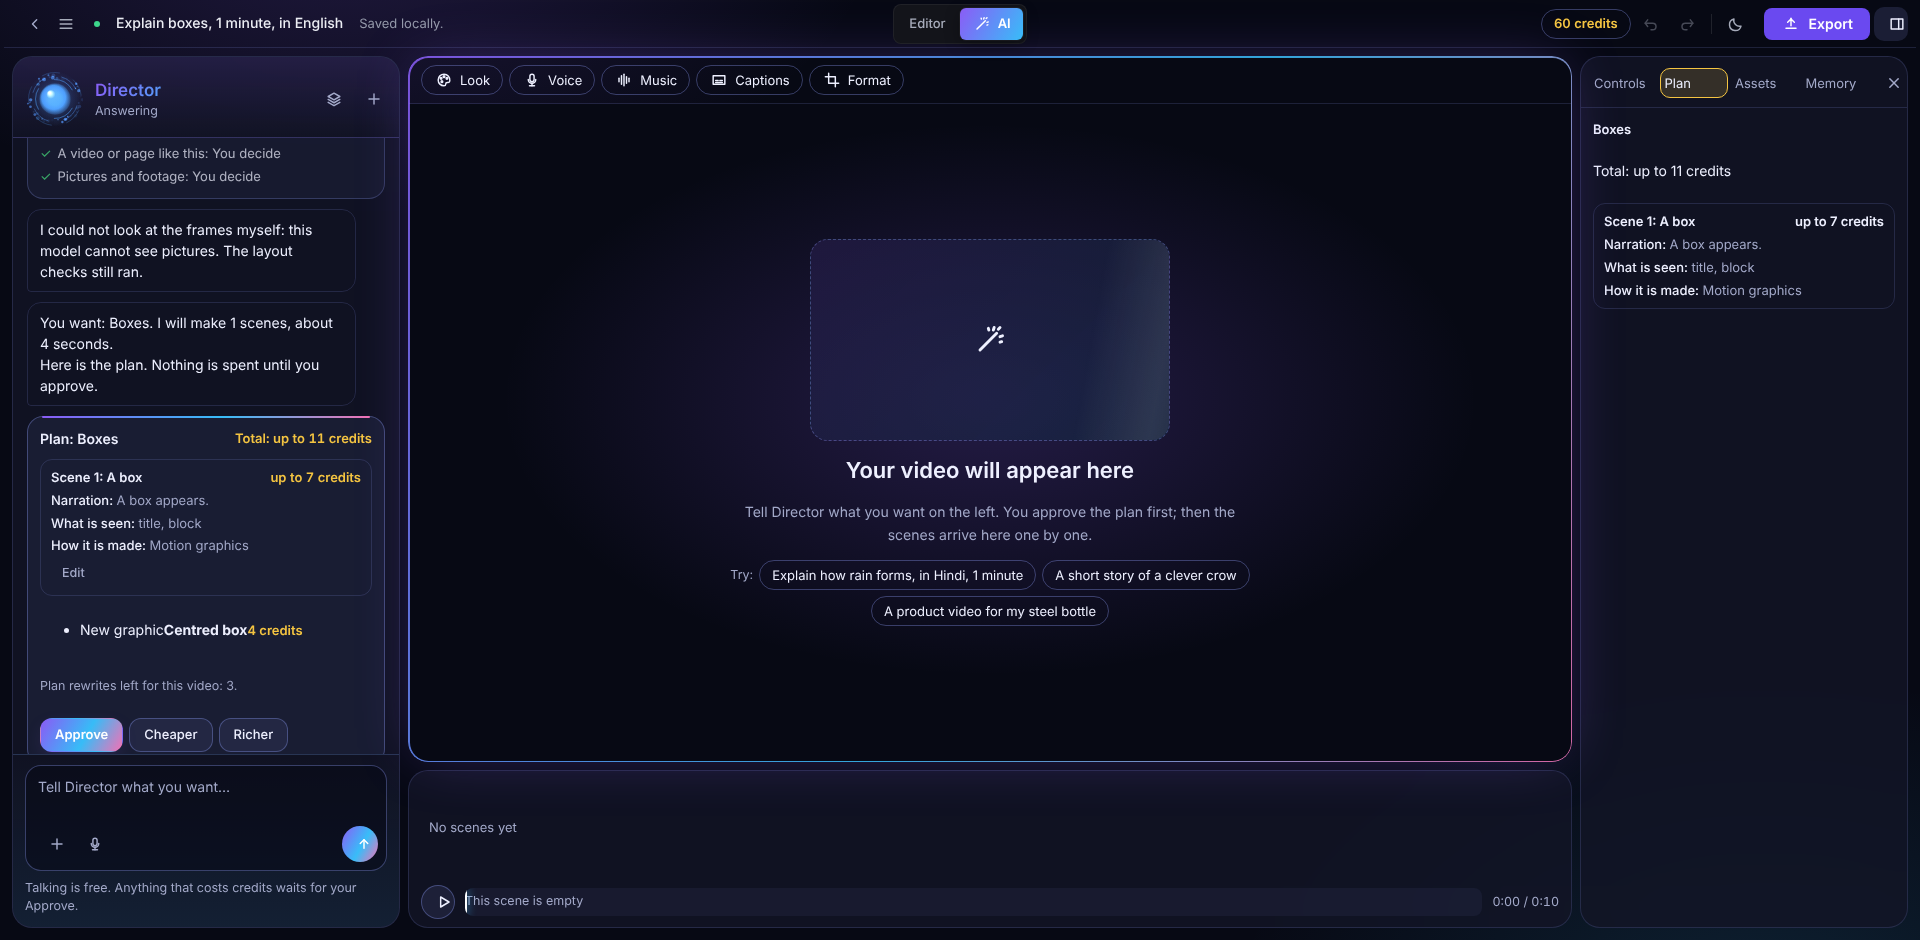 Explain boxes, 1 minute, in English
Saved locally.
Editor
AI
60 credits
Export
Director
Answering
A video or page like this: You decide
Pictures and footage: You decide
I could not look at the frames myself: this
model cannot see pictures. The layout
checks still ran.
You want: Boxes. I will make 1 scenes, about
4 seconds.
Here is the plan. Nothing is spent until you
approve.
Plan: Boxes
Total: up to 11 credits
Scene 1: A box
up to 7 credits
Narration: A box appears.
What is seen: title, block
How it is made: Motion graphics
Edit
New graphicCentred box4 credits
Plan rewrites left for this video: 3.
Approve
Cheaper
Richer
Tell Director what you want...
Talking is free. Anything that costs credits waits for your
Approve.
Look
Voice
Music
Captions
Format
Your video will appear here
Tell Director what you want on the left. You approve the plan first; then the
scenes arrive here one by one.
Try:
Explain how rain forms, in Hindi, 1 minute
A short story of a clever crow
A product video for my steel bottle
No scenes yet
This scene is empty
0:00 / 0:10
Controls
Plan
Assets
Memory
Boxes
Total: up to 11 credits
Scene 1: A box
up to 7 credits
Narration: A box appears.
What is seen: title, block
How it is made: Motion graphics